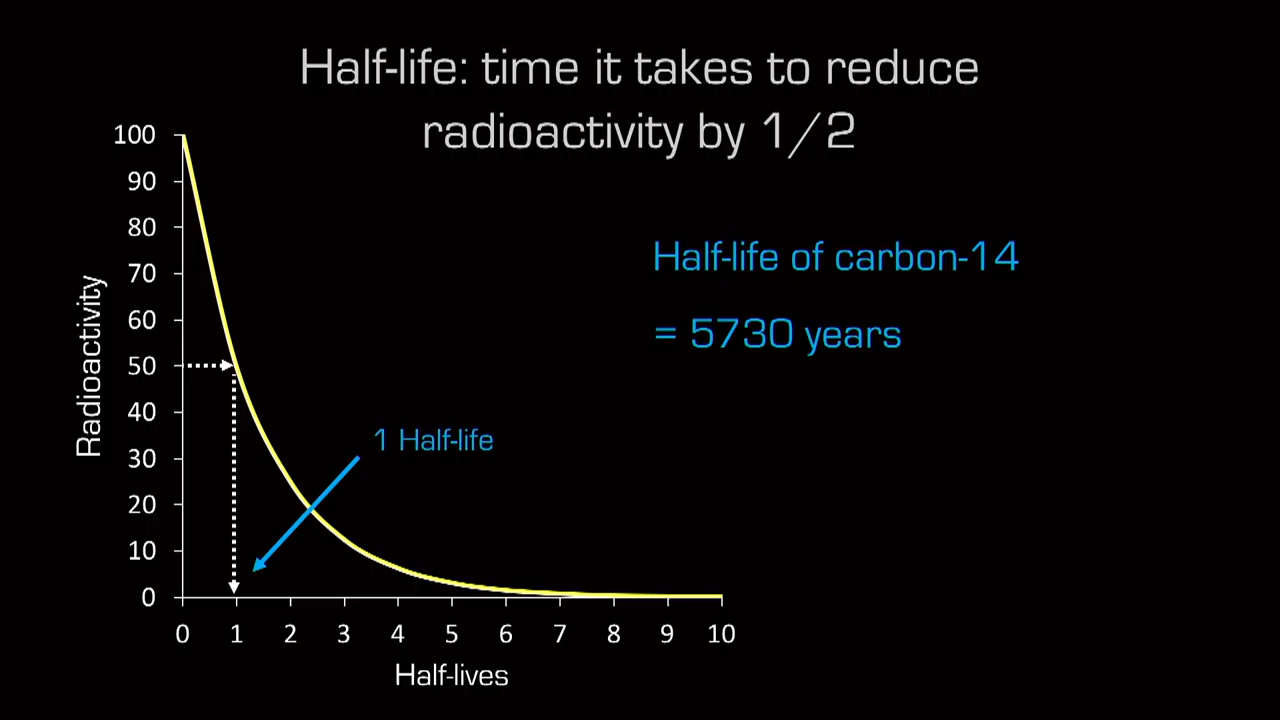 Half-life: time it takes to reduce
radioactivity by 1/2
Half-life of carbon-14
= 5730 years
Radioactivity
100
90
80
70
60
50
40
30
20
10
0
1 Half-life
0 1 2 3 4 5 6 7 8 9 10
Half-lives